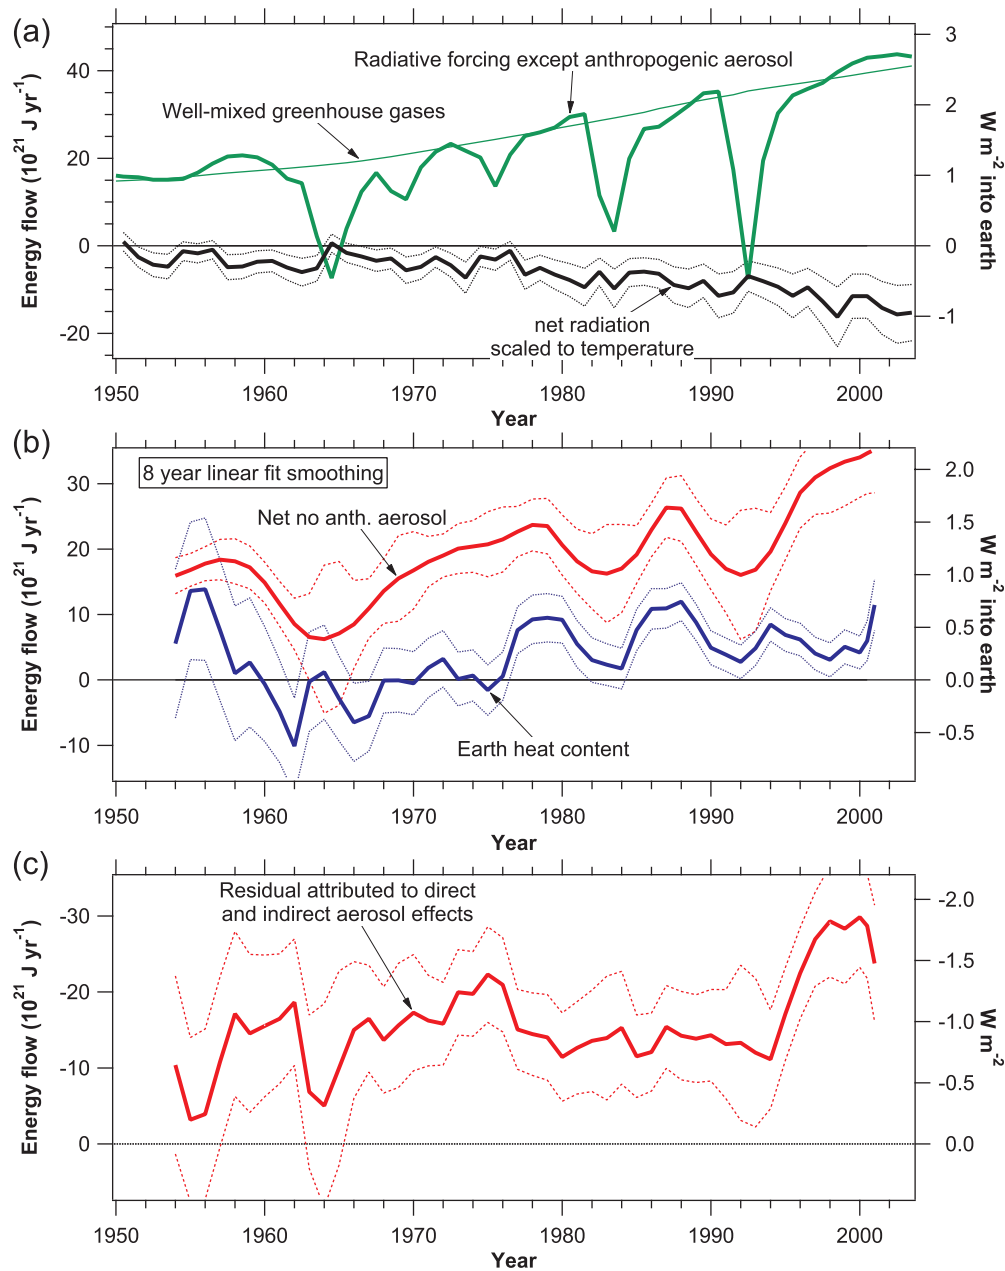 (a)
Energy flow (10²¹ J yr⁻¹)
40
20
0
-20
Radiative forcing except anthropogenic aerosol
Well-mixed greenhouse gases
net radiation
scaled to temperature
3
2
1
0
-1
W m⁻² into earth
1950 1960 1970 1980 1990 2000
Year
(b)
Energy flow (10²¹ J yr⁻¹)
30
20
10
0
-10
8 year linear fit smoothing
Net no anth. aerosol
Earth heat content
2.0
1.5
1.0
0.5
0.0
-0.5
W m⁻² into earth
1950 1960 1970 1980 1990 2000
Year
(c)
Energy flow (10²¹ J yr⁻¹)
-30
-20
-10
0
Residual attributed to direct
and indirect aerosol effects
-2.0
-1.5
-1.0
-0.5
0.0
W m⁻²
1950 1960 1970 1980 1990 2000
Year